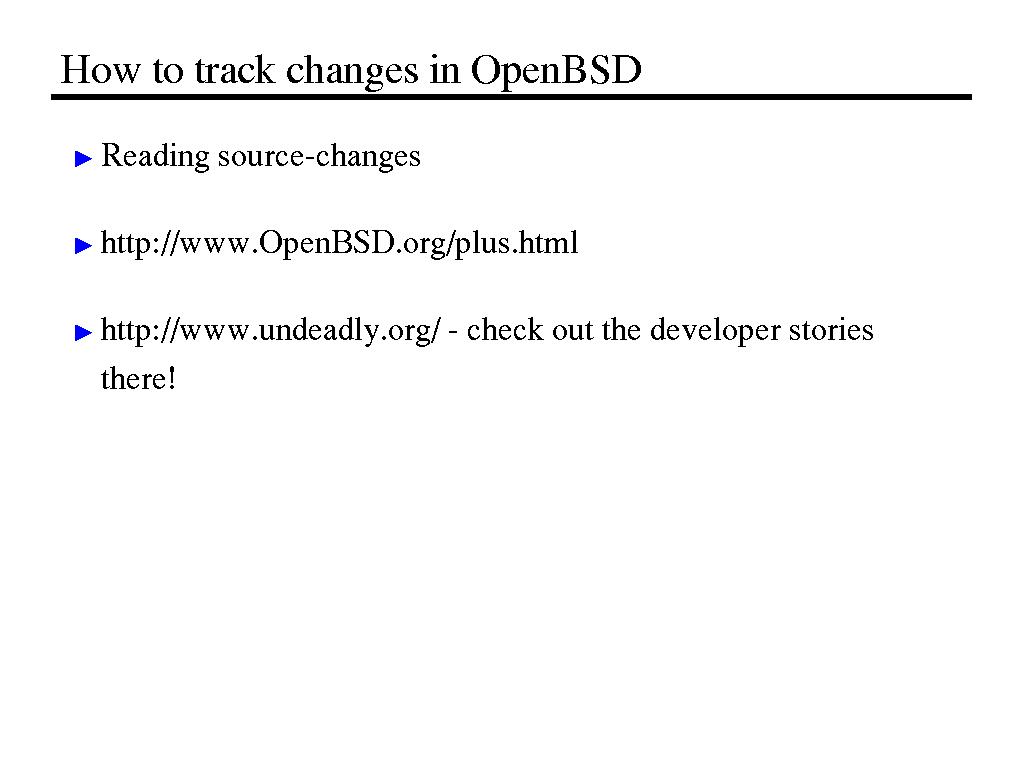 How to track changes in OpenBSD
Reading source-changes
http://www.OpenBSD.org/plus.html
http://www.undeadly.org/ - check out the developer stories
there!